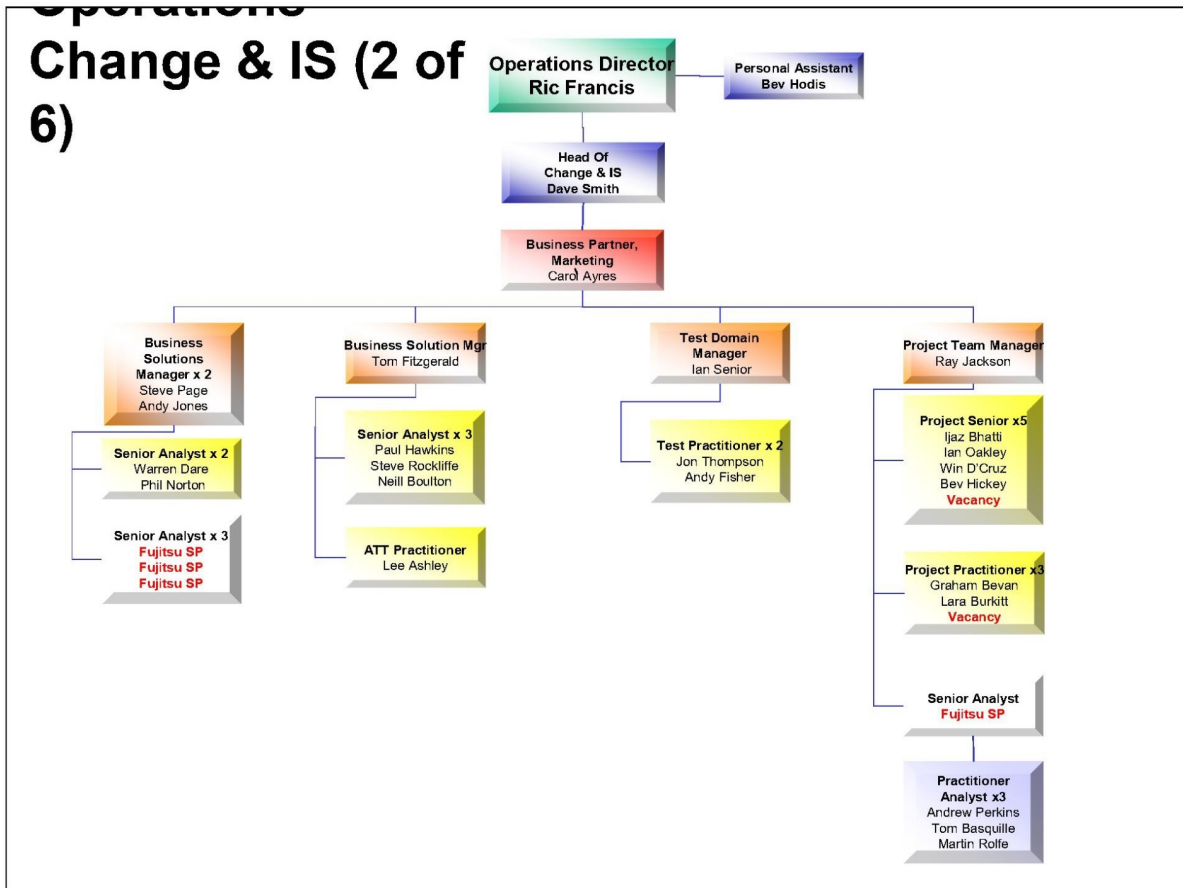 Operations
Change & IS (2 of
6)
Operations Director
Ric Francis
Personal Assistant
Bev Hodis
Head Of
Change & IS
Dave Smith
Business Partner,
Marketing
Carol Ayres
Business
Solutions
Manager x 2
Steve Page
Andy Jones
Senior Analyst x 2
Warren Dare
Phil Norton
Senior Analyst x 3
Fujitsu SP
Fujitsu SP
Fujitsu SP
Business Solution Mgr
Tom Fitzgerald
Senior Analyst x 3
Paul Hawkins
Steve Rockliffe
Neill Boulton
ATT Practitioner
Lee Ashley
Test Domain
Manager
Ian Senior
Test Practitioner x 2
Jon Thompson
Andy Fisher
Project Team Manager
Ray Jackson
Project Senior x5
Ijaz Bhatti
Ian Oakley
Win D'Cruz
Bev Hickey
Vacancy
Project Practitioner x3
Graham Bevan
Lara Burkitt
Vacancy
Senior Analyst
Fujitsu SP
Practitioner
Analyst x3
Andrew Perkins
Tom Basquille
Martin Rolfe